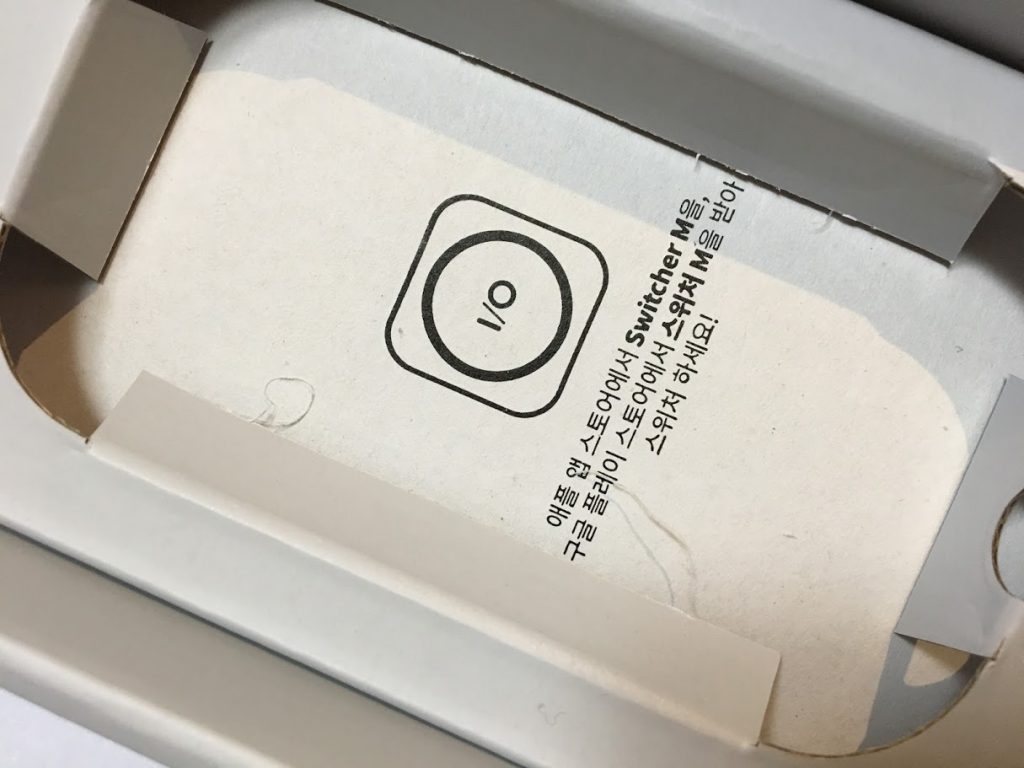 I/O
애플 앱 스토어에서 Switcher M을,
구글 플레이 스토어에서 스위처 M을 받아
스위처 하세요!